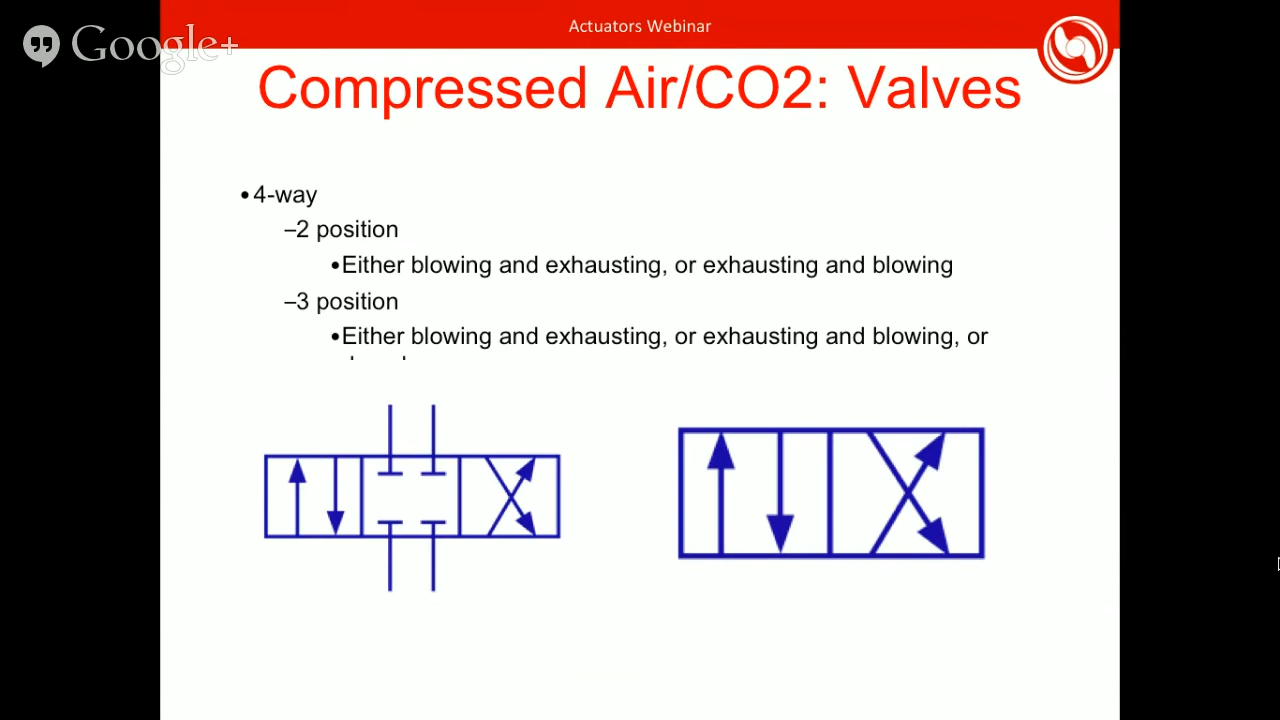 Actuators Webinar
Google+
Compressed Air/CO2: Valves
•4-way
–2 position
•Either blowing and exhausting, or exhausting and blowing
–3 position
•Either blowing and exhausting, or exhausting and blowing, or